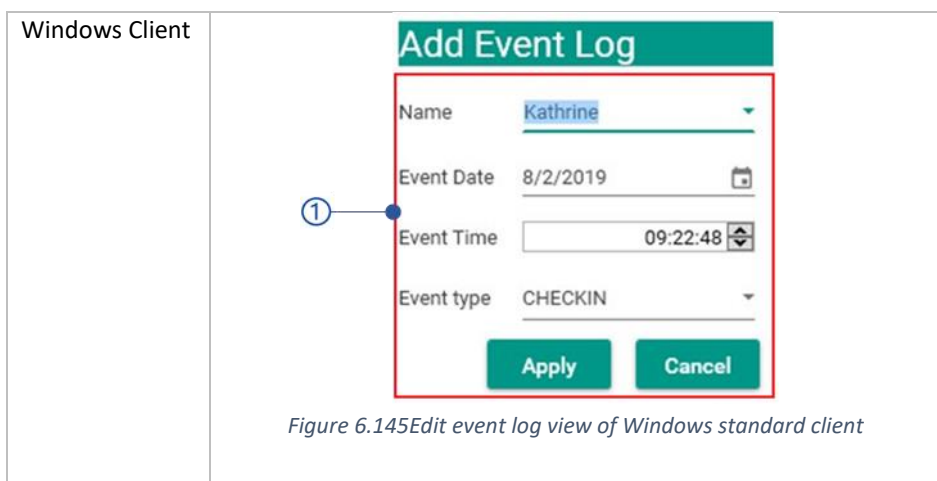 Windows Client
Add Event Log
Name Kathrine
Event Date 8/2/2019
① Event Time 09:22:48
Event type CHECKIN
Apply Cancel
Figure 6.145Edit event log view of Windows standard client